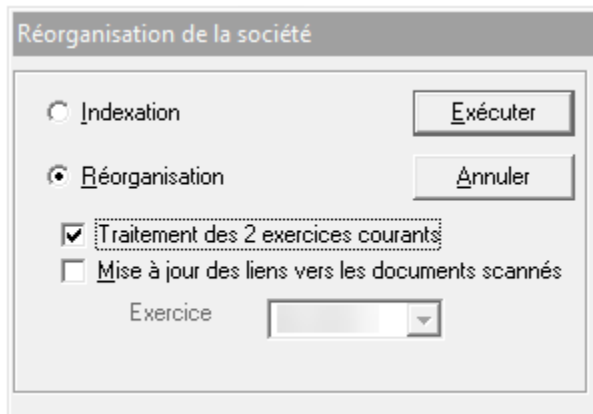 Réorganisation de la société
Indexation
Exécuter
Réorganisation
Annuler
Traitement des 2 exercices courants
Mise à jour des liens vers les documents scannés
Exercice